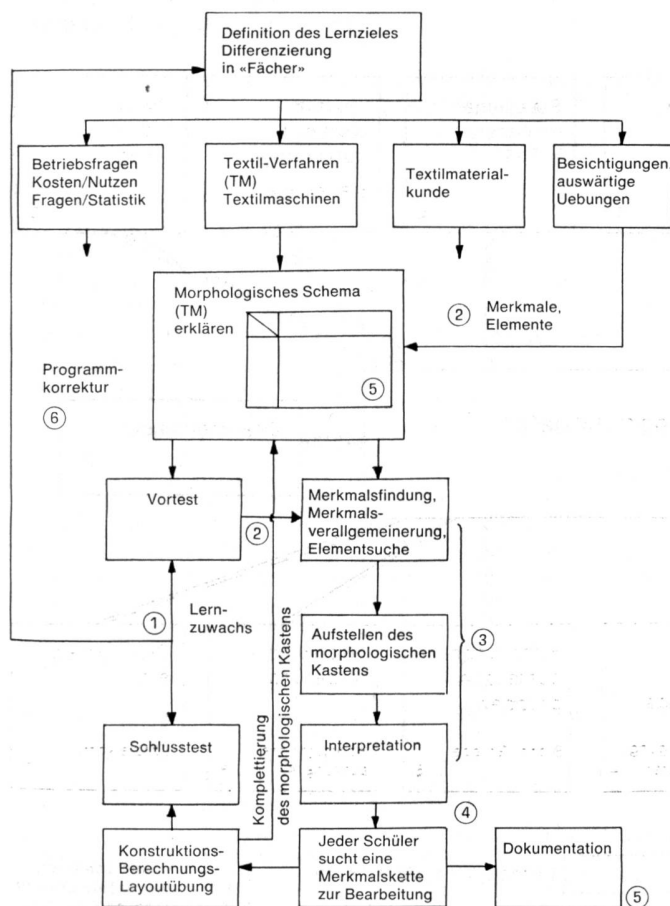 Definition des Lernzieles
Differenzierung
in «Fächer»
Betriebsfragen
Kosten/Nutzen
Fragen/Statistik
Textil-Verfahren
(TM)
Textilmaschinen
Textilmaterial-
kunde
Besichtigungen,
auswärtige
Uebungen
Morphologisches Schema
(TM)
erklären
5
2 Merkmale,
Elemente
Programm-
korrektur
6
Vortest
2
Merkmalsfindung,
Merkmals-
verallgemeinerung,
Elementsuche
1
Lern-
zuwachs
Aufstellen des
morphologischen
Kastens
3
Komplettierung
des morphologischen Kastens
Schlusstest
Interpretation
4
Konstruktions-
Berechnungs-
Layoutübung
Jeder Schüler
sucht eine
Merkmalskette
zur Bearbeitung
Dokumentation
5